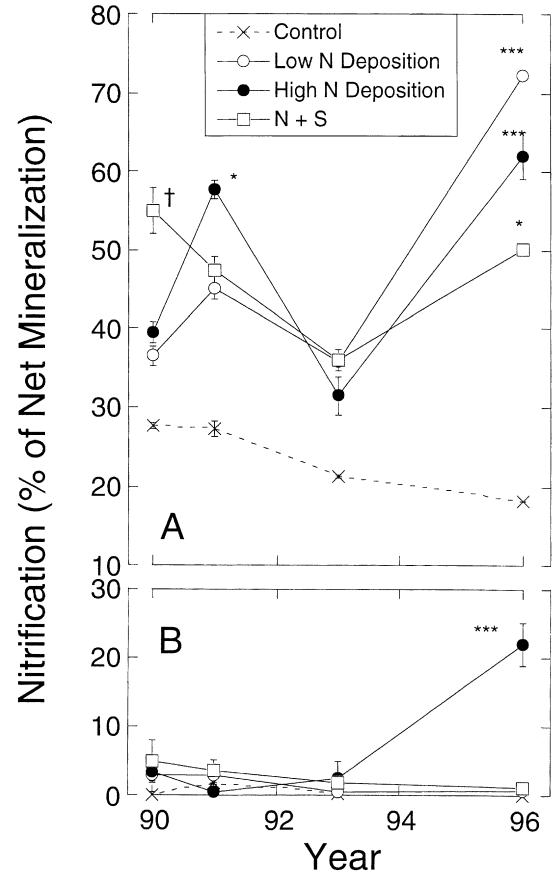 80
Control
Low N Deposition
High N Deposition
N + S
***
70
***
60
*
†
*
50
40
30
20
A
10
Nitrification (% of Net Mineralization)
30
B
***
20
10
0
90 92 94 96
Year